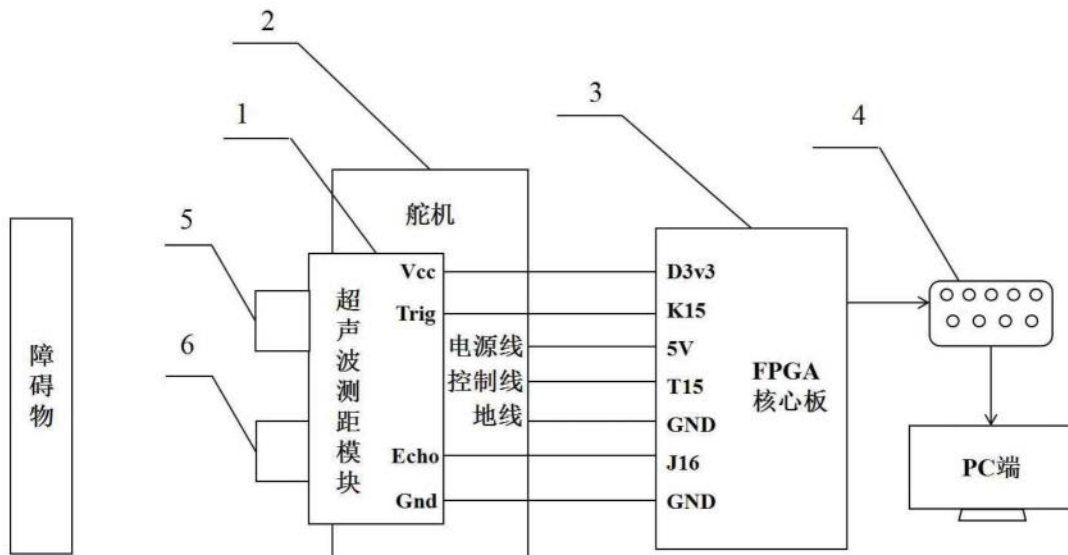 2
1
3
4
5
6
舵机
障碍物
超声波测距模块
Vcc
Trig
Echo
Gnd
电源线
控制线
地线
D3v3
K15
5V
T15
GND
J16
GND
FPGA
核心板
PC端